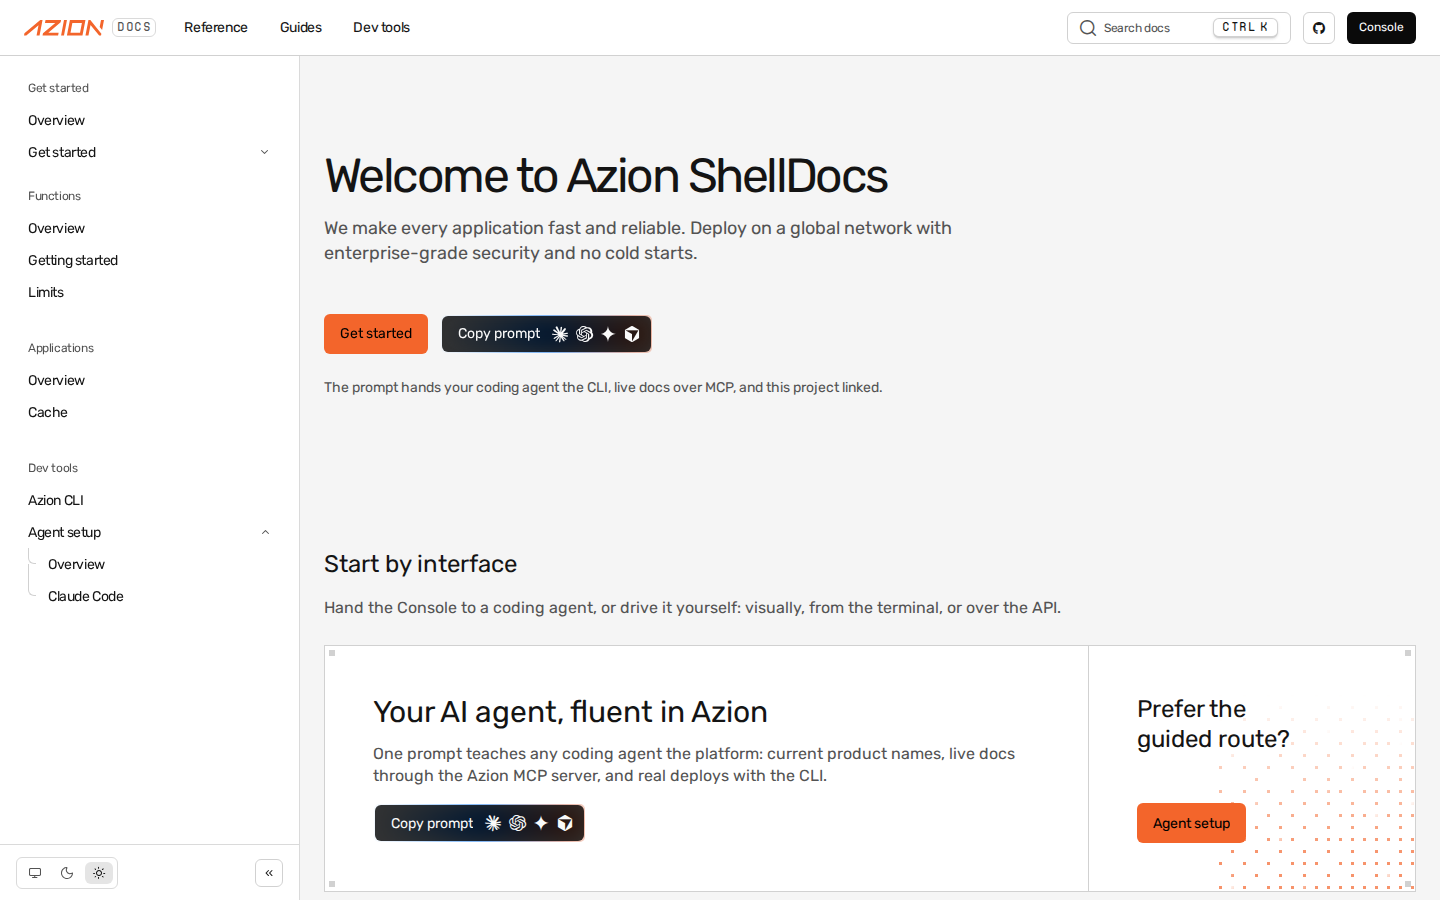 AZION DOCS Reference Guides Dev tools Search docs CTRL K Console
Get started
Overview
Get started
Functions
Overview
Getting started
Limits
Applications
Overview
Cache
Dev tools
Azion CLI
Agent setup
Overview
Claude Code
Welcome to Azion ShellDocs
We make every application fast and reliable. Deploy on a global network with
enterprise-grade security and no cold starts.
Get started Copy prompt
The prompt hands your coding agent the CLI, live docs over MCP, and this project linked.
Start by interface
Hand the Console to a coding agent, or drive it yourself: visually, from the terminal, or over the API.
Your AI agent, fluent in Azion
One prompt teaches any coding agent the platform: current product names, live docs
through the Azion MCP server, and real deploys with the CLI.
Copy prompt
Prefer the
guided route?
Agent setup